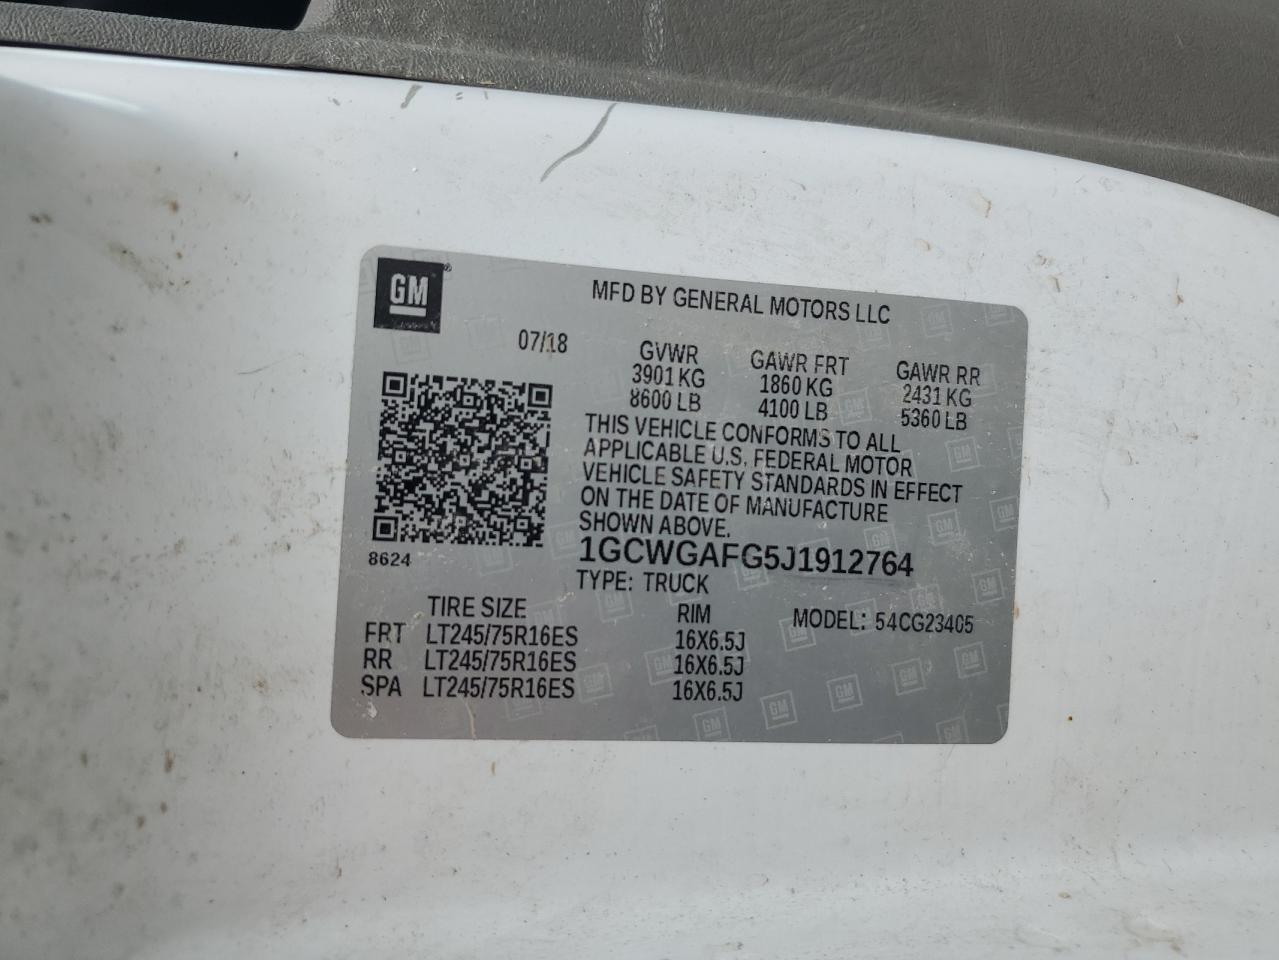 GM®
MFD BY GENERAL MOTORS LLC
07/18
GVWR GAWR FRT GAWR RR
3901 KG 1860 KG 2431 KG
8600 LB 4100 LB 5360 LB
THIS VEHICLE CONFORMS TO ALL
APPLICABLE U.S. FEDERAL MOTOR
VEHICLE SAFETY STANDARDS IN EFFECT
ON THE DATE OF MANUFACTURE
SHOWN ABOVE.
8624
1GCWGAFG5J1912764
TYPE: TRUCK
TIRE SIZE RIM MODEL: 54CG23405
FRT LT245/75R16ES 16X6.5J
RR LT245/75R16ES 16X6.5J
SPA LT245/75R16ES 16X6.5J